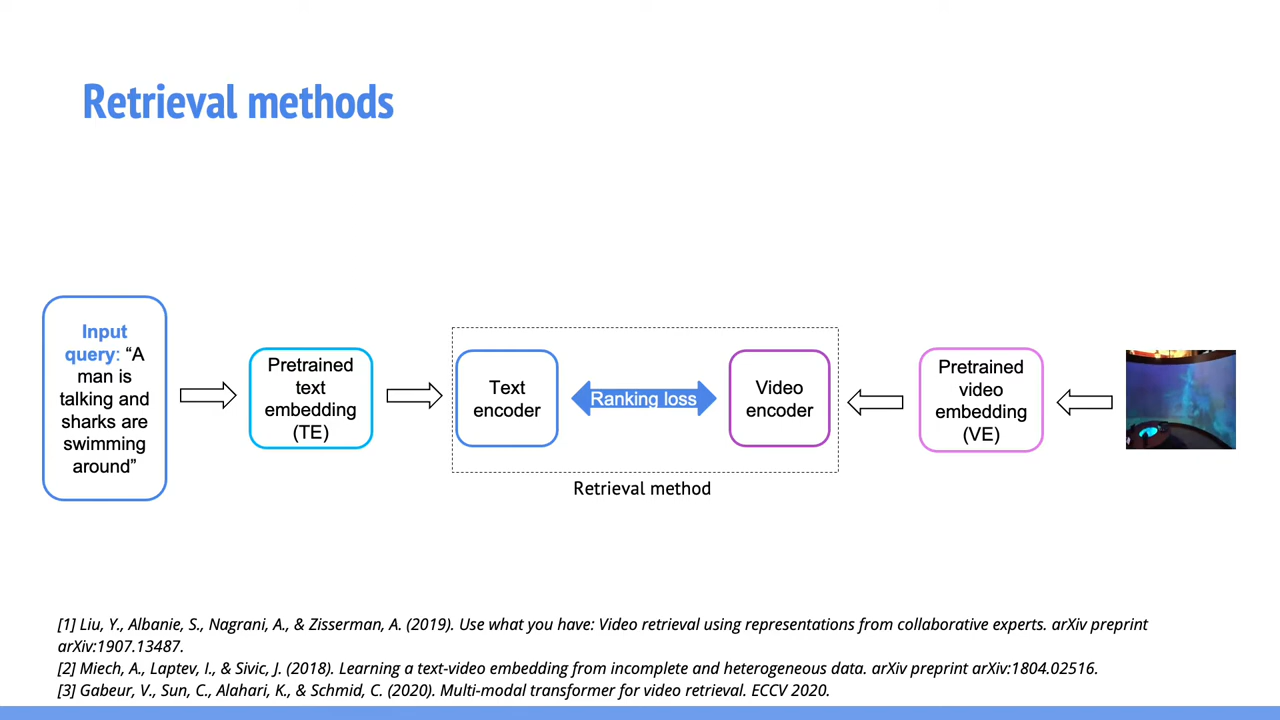 Retrieval methods
Input
query: “A
man is
talking and
sharks are
swimming
around”
Pretrained
text
embedding
(TE)
Text
encoder
Ranking loss
Video
encoder
Pretrained
video
embedding
(VE)
Retrieval method
[1] Liu, Y., Albanie, S., Nagrani, A., & Zisserman, A. (2019). Use what you have: Video retrieval using representations from collaborative experts. arXiv preprint
arXiv:1907.13487.
[2] Miech, A., Laptev, I., & Sivic, J. (2018). Learning a text-video embedding from incomplete and heterogeneous data. arXiv preprint arXiv:1804.02516.
[3] Gabeur, V., Sun, C., Alahari, K., & Schmid, C. (2020). Multi-modal transformer for video retrieval. ECCV 2020.